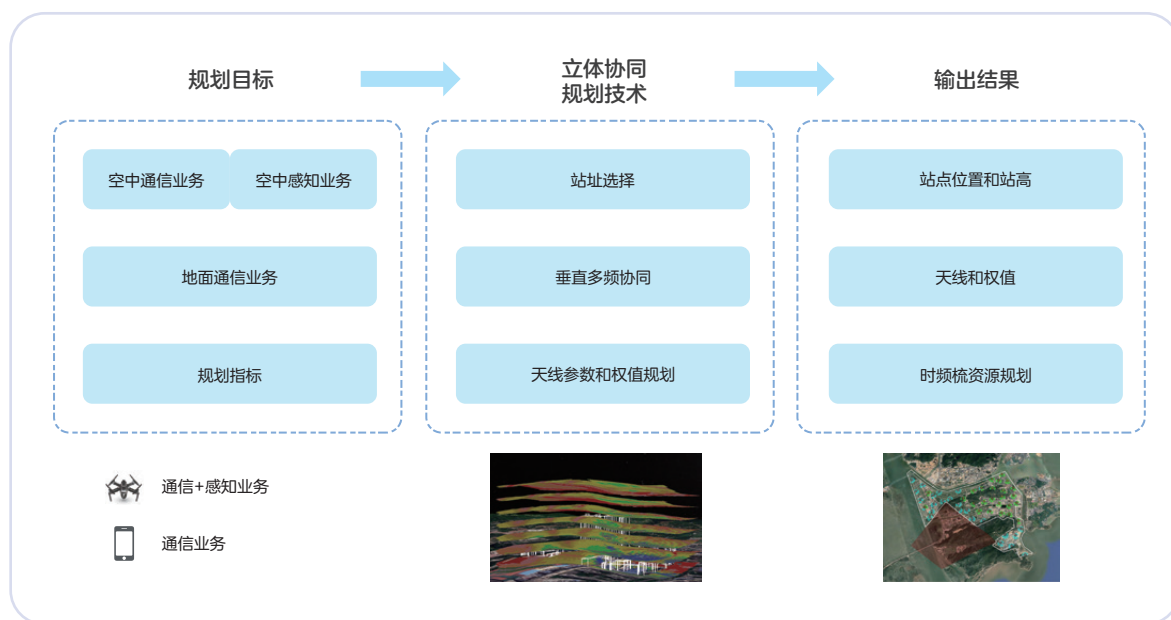 规划目标
立体协同
规划技术
输出结果
空中通信业务
空中感知业务
地面通信业务
规划指标
站址选择
垂直多频协同
天线参数和权值规划
站点位置和站高
天线和权值
时频梳资源规划
通信+感知业务
通信业务